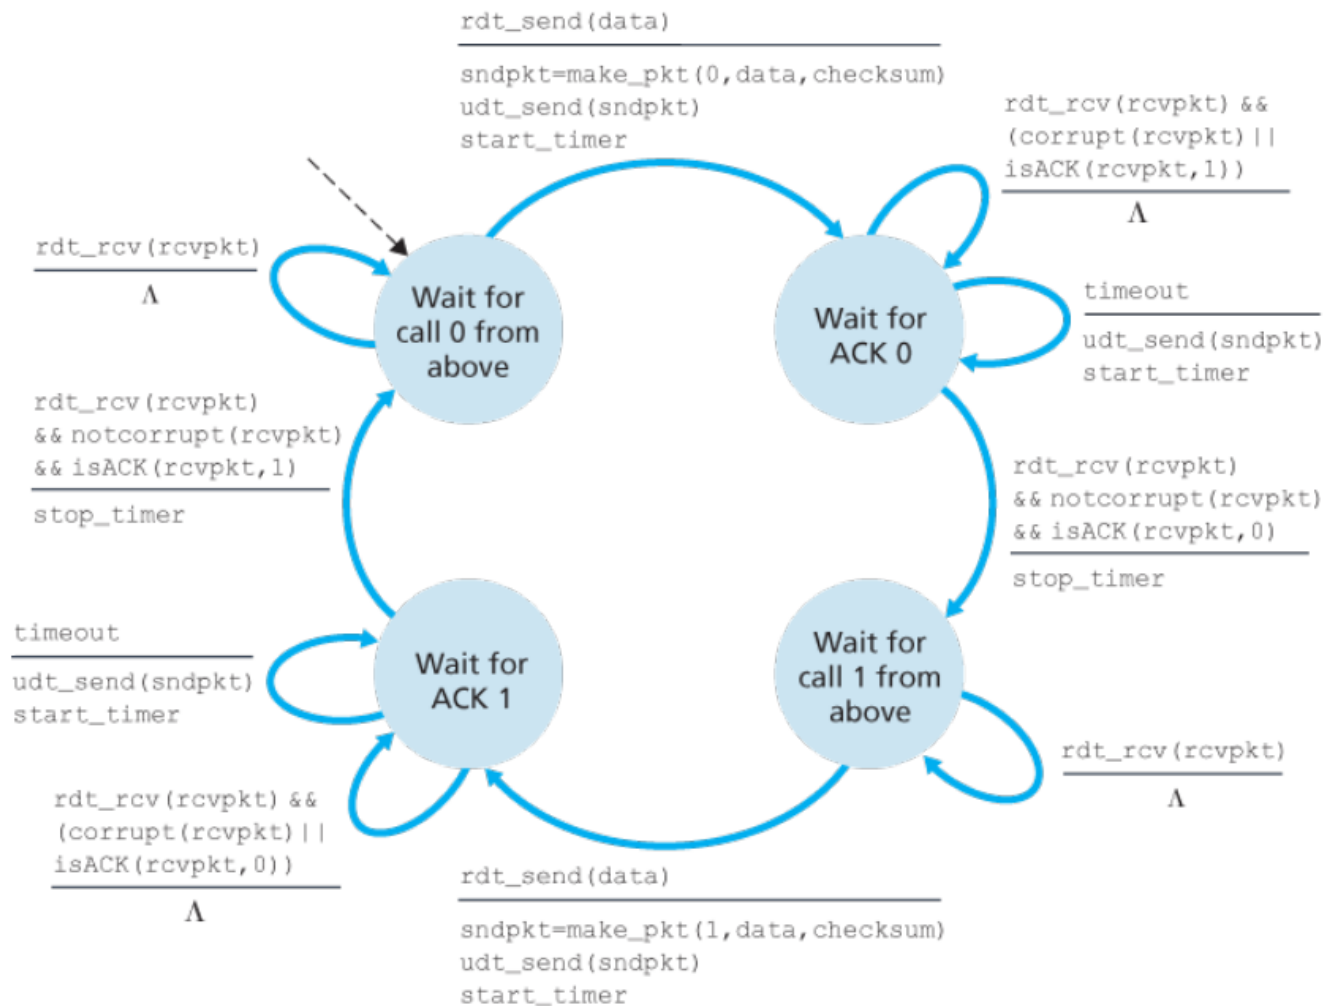 rdt_send(data)
sndpkt=make_pkt(0,data,checksum)
udt_send(sndpkt)
start_timer
rdt_rcv(rcvpkt) &&
(corrupt(rcvpkt)||
isACK(rcvpkt,1))
Λ
rdt_rcv(rcvpkt)
Λ
Wait for
call 0 from
above
Wait for
ACK 0
timeout
udt_send(sndpkt)
start_timer
rdt_rcv(rcvpkt)
&& notcorrupt(rcvpkt)
&& isACK(rcvpkt,1)
stop_timer
rdt_rcv(rcvpkt)
&& notcorrupt(rcvpkt)
&& isACK(rcvpkt,0)
stop_timer
timeout
udt_send(sndpkt)
start_timer
Wait for
ACK 1
Wait for
call 1 from
above
rdt_rcv(rcvpkt)
Λ
rdt_rcv(rcvpkt) &&
(corrupt(rcvpkt)||
isACK(rcvpkt,0))
Λ
rdt_send(data)
sndpkt=make_pkt(1,data,checksum)
udt_send(sndpkt)
start_timer